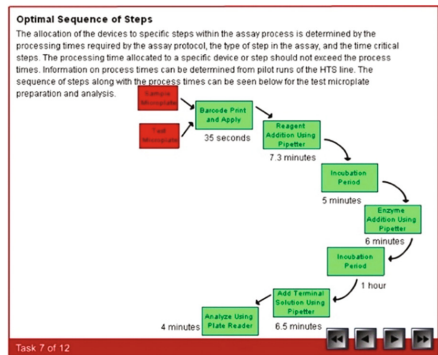 Optimal Sequence of Steps
The allocation of the devices to specific steps within the assay process is determined by the
processing times required by the assay protocol, the type of step in the assay, and the time critical
steps. The processing time allocated to a specific device or step should not exceed the process
times. Information on process times can be determined from pilot runs of the HTS line. The
sequence of steps along with the process times can be seen below for the test microplate
preparation and analysis.
Sample
Microplate
Barcode Print
and Apply
Test
Microplate
35 seconds
Reagent
Addition Using
Pipetter
7.3 minutes
Incubation
Period
5 minutes
Enzyme
Addition Using
Pipetter
6 minutes
Incubation
Period
1 hour
Add Terminal
Solution Using
Pipetter
6.5 minutes
Analyze Using
Plate Reader
4 minutes
Task 7 of 12